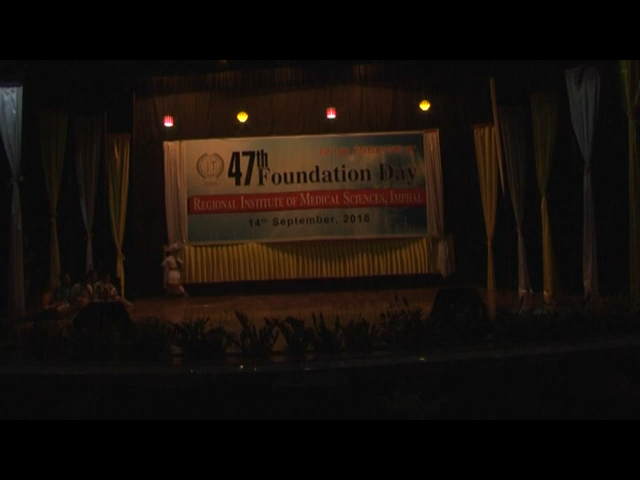 47th
Foundation Day
REGIONAL INSTITUTE OF MEDICAL SCIENCES, IMPHAL
14th September, 2018